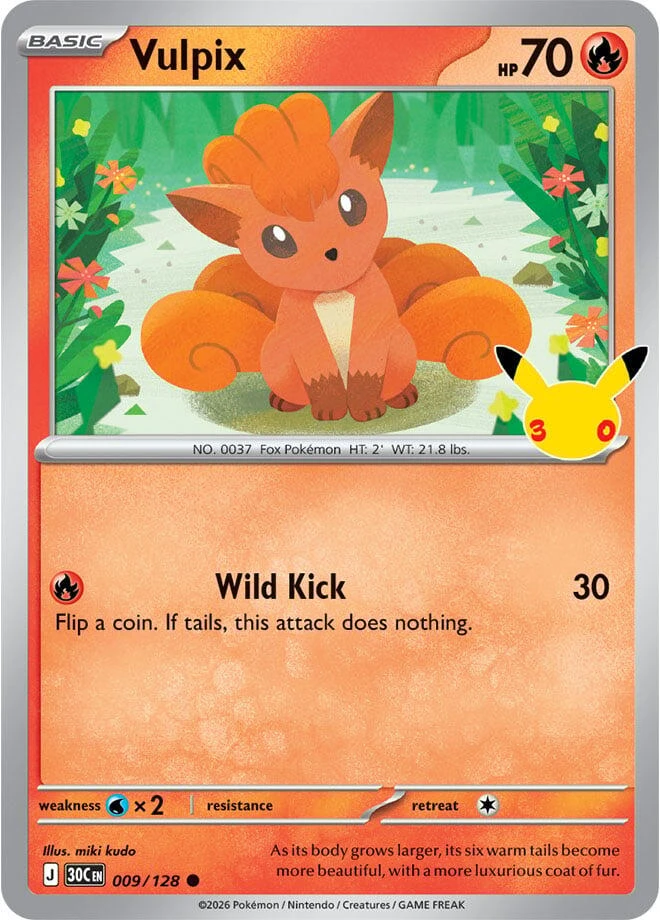 BASIC Vulpix HP 70
30
NO. 0037 Fox Pokémon HT: 2' WT: 21.8 lbs.
Wild Kick 30
Flip a coin. If tails, this attack does nothing.
weakness ×2 resistance retreat
Illus. miki kudo
As its body grows larger, its six warm tails become
more beautiful, with a more luxurious coat of fur.
J 30C EN 009/128
©2026 Pokémon / Nintendo / Creatures / GAME FREAK